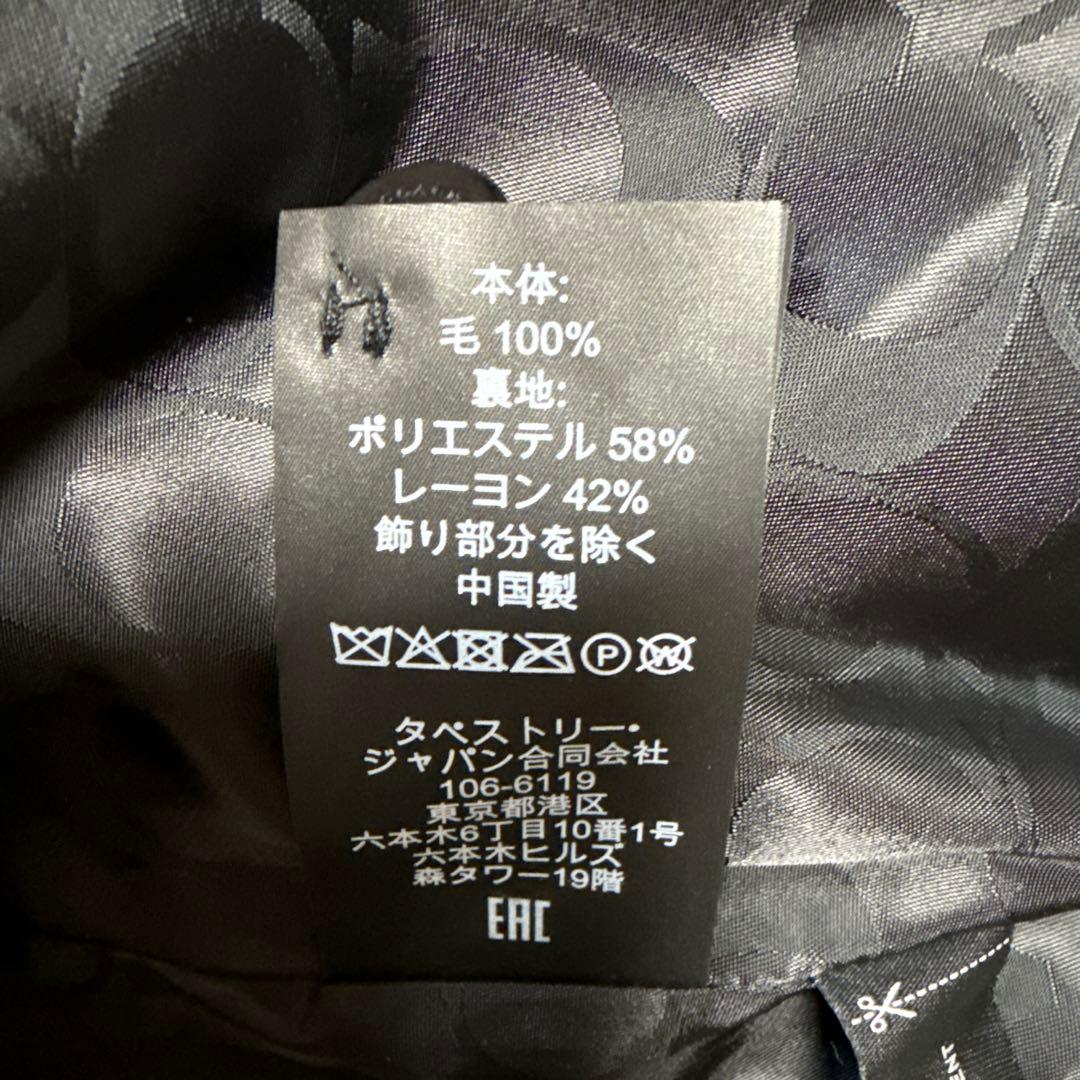 本体:
毛 100%
裏地:
ポリエステル 58%
レーヨン 42%
飾り部分を除く
中国製
P W
タペストリー・
ジャパン合同会社
106-6119
東京都港区
六本木6丁目10番1号
六本木ヒルズ
森タワー19階
EAC